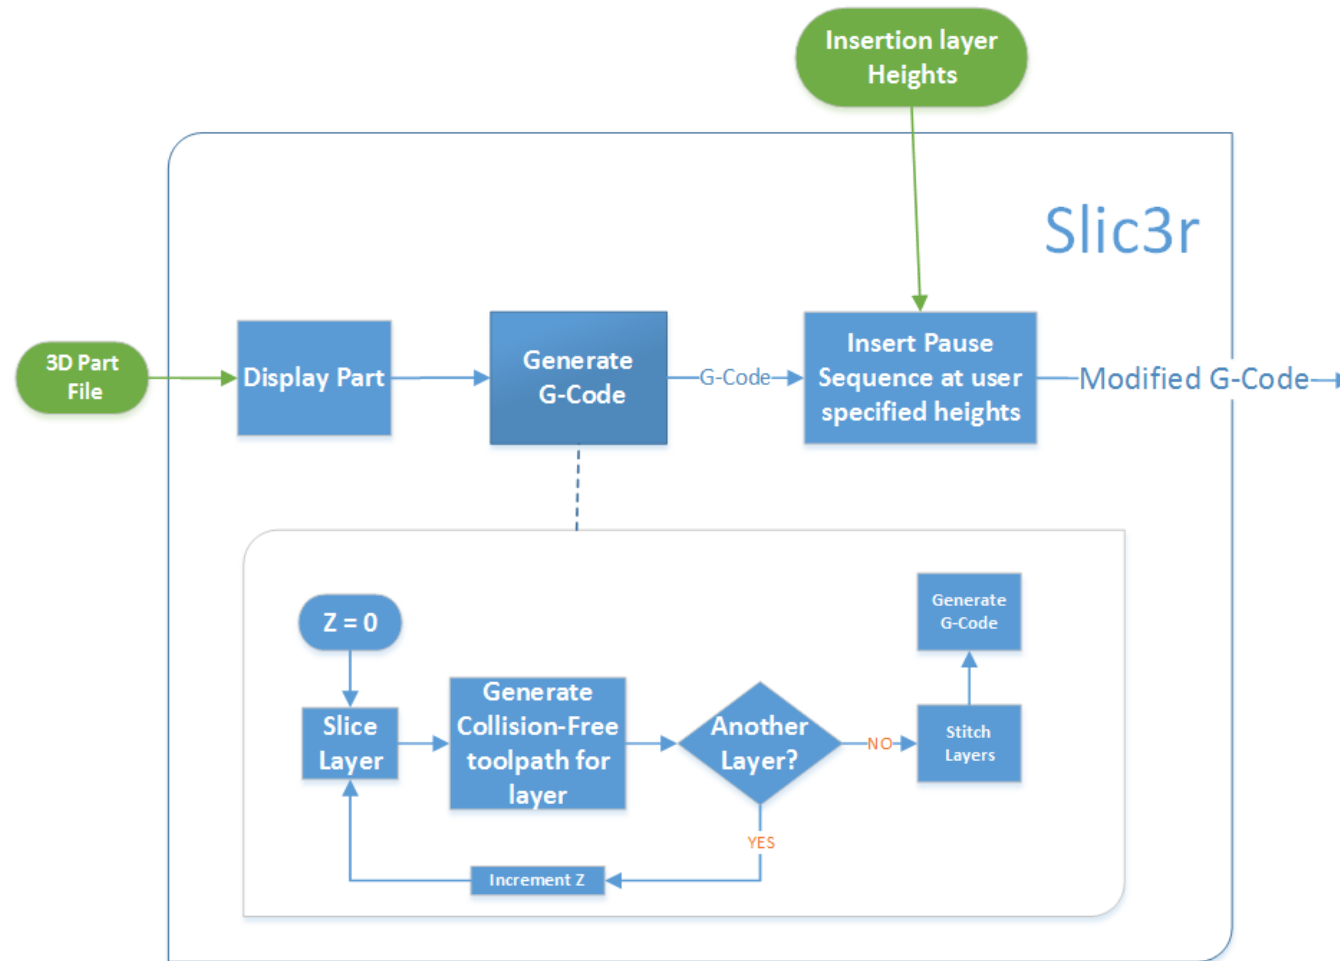 Insertion layer
Heights
Slic3r
3D Part
File
Display Part
Generate
G-Code
G-Code
Insert Pause
Sequence at user
specified heights
Modified G-Code
Z = 0
Slice
Layer
Generate
Collision-Free
toolpath for
layer
Another
Layer?
NO
Stitch
Layers
Generate
G-Code
YES
Increment Z